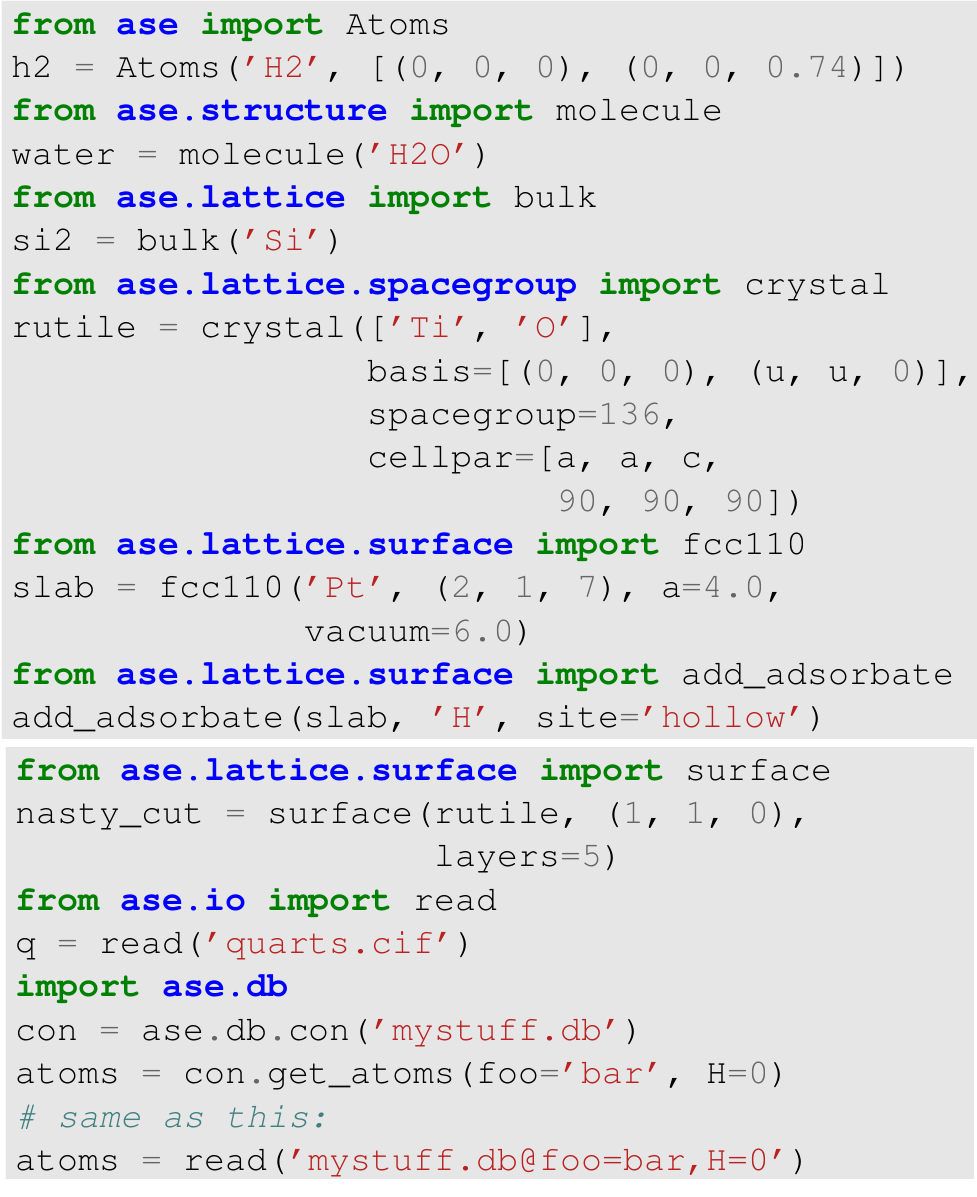 from ase import Atoms
h2 = Atoms('H2', [(0, 0, 0), (0, 0, 0.74)])
from ase.structure import molecule
water = molecule('H2O')
from ase.lattice import bulk
si2 = bulk('Si')
from ase.lattice.spacegroup import crystal
rutile = crystal(['Ti', 'O'],
                 basis=[(0, 0, 0), (u, u, 0)],
                 spacegroup=136,
                 cellpar=[a, a, c,
                          90, 90, 90])
from ase.lattice.surface import fcc110
slab = fcc110('Pt', (2, 1, 7), a=4.0,
              vacuum=6.0)
from ase.lattice.surface import add_adsorbate
add_adsorbate(slab, 'H', site='hollow')
from ase.lattice.surface import surface
nasty_cut = surface(rutile, (1, 1, 0),
                    layers=5)
from ase.io import read
q = read('quarts.cif')
import ase.db
con = ase.db.con('mystuff.db')
atoms = con.get_atoms(foo='bar', H=0)
# same as this:
atoms = read('mystuff.db@foo=bar,H=0')